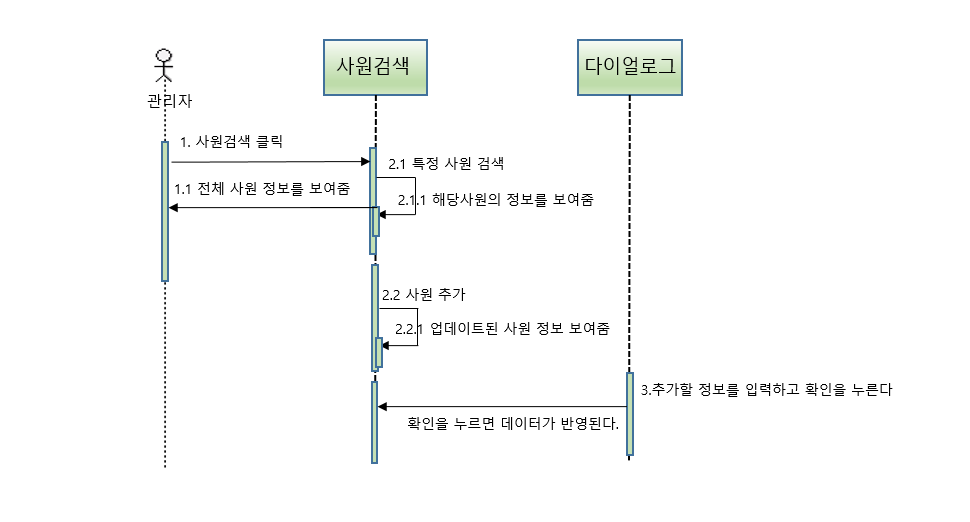 사원검색
다이얼로그
관리자
1. 사원검색 클릭
2.1 특정 사원 검색
1.1 전체 사원 정보를 보여줌
2.1.1 해당사원의 정보를 보여줌
2.2 사원 추가
2.2.1 업데이트된 사원 정보 보여줌
3.추가할 정보를 입력하고 확인을 누른다
확인을 누르면 데이터가 반영된다.